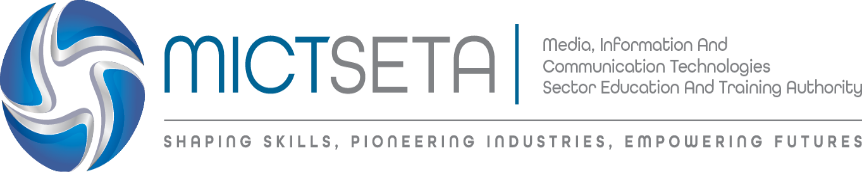 MICTSETA
Media, Information And
Communication Technologies
Sector Education And Training Authority
SHAPING SKILLS, PIONEERING INDUSTRIES, EMPOWERING FUTURES